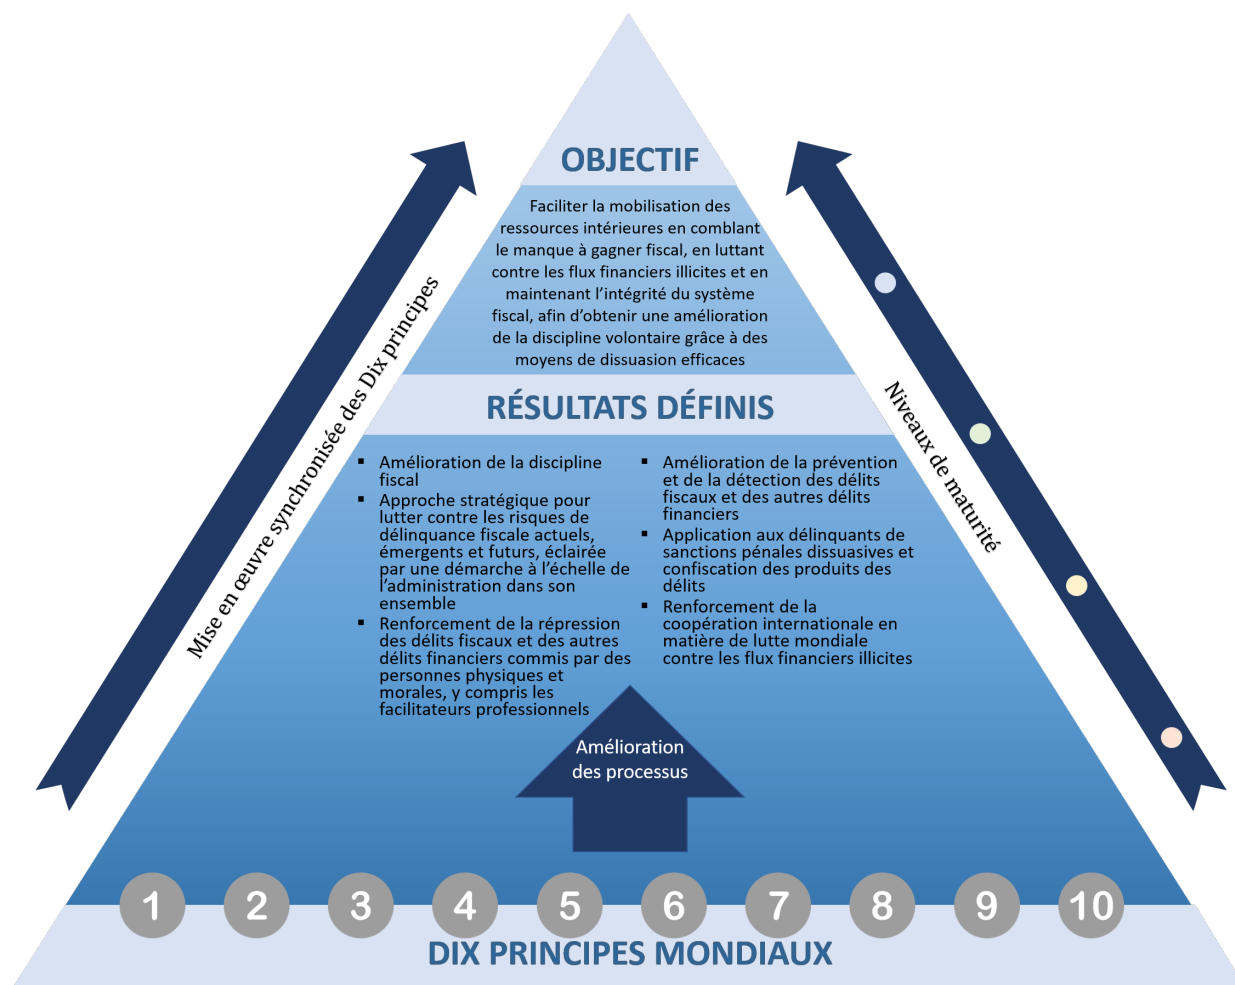 OBJECTIF
Faciliter la mobilisation des
ressources intérieures en comblant
le manque à gagner fiscal, en luttant
contre les flux financiers illicites et en
maintenant l’intégrité du système
fiscal, afin d’obtenir une amélioration
de la discipline volontaire grâce à des
moyens de dissuasion efficaces
Mise en œuvre synchronisée des Dix principes
Niveaux de maturité
RÉSULTATS DÉFINIS
▪ Amélioration de la discipline
fiscal
▪ Approche stratégique pour
lutter contre les risques de
délinquance fiscale actuels,
émergents et futurs, éclairée
par une démarche à l’échelle de
l’administration dans son
ensemble
▪ Renforcement de la répression
des délits fiscaux et des autres
délits financiers commis par des
personnes physiques et
morales, y compris les
facilitateurs professionnels
▪ Amélioration de la prévention
et de la détection des délits
fiscaux et des autres délits
financiers
▪ Application aux délinquants de
sanctions pénales dissuasives et
confiscation des produits des
délits
▪ Renforcement de la
coopération internationale en
matière de lutte mondiale
contre les flux financiers illicites
Amélioration
des processus
1 2 3 4 5 6 7 8 9 10
DIX PRINCIPES MONDIAUX